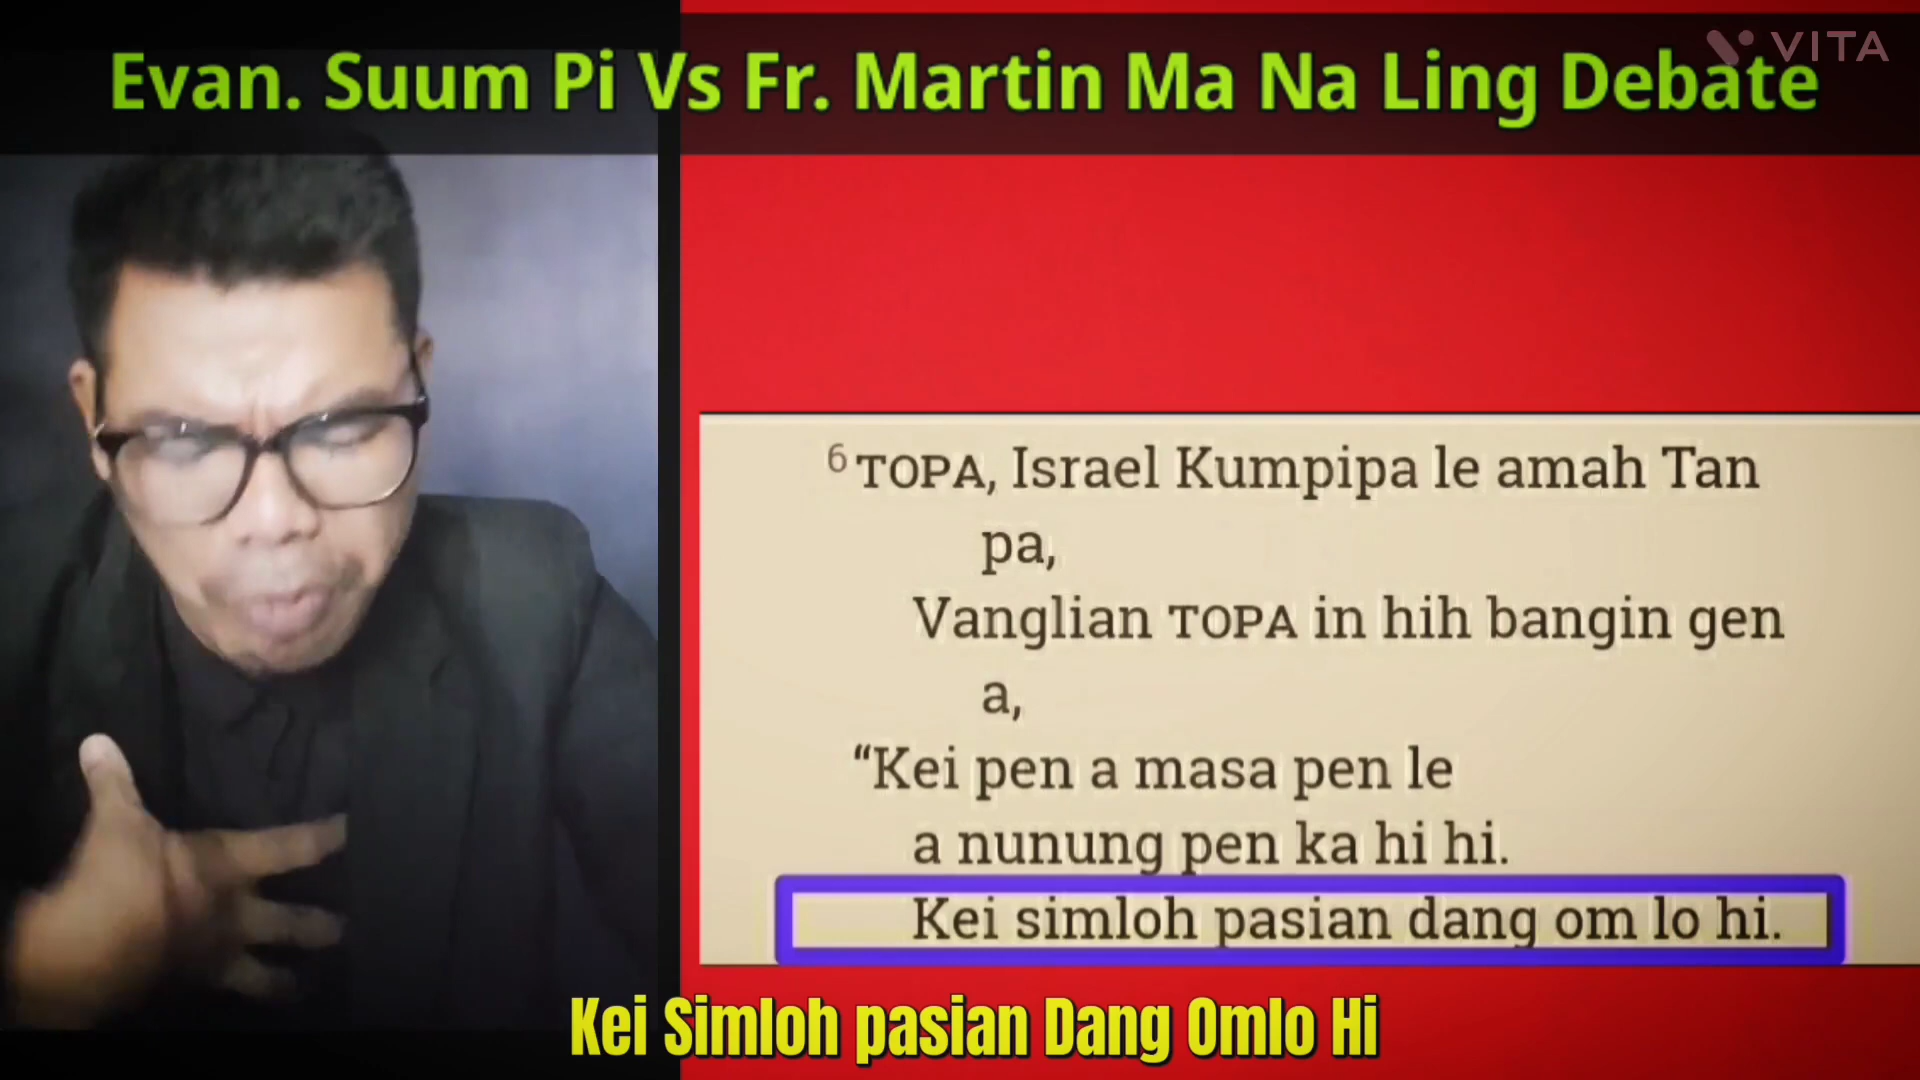 VITA
Evan. Suum Pi Vs Fr. Martin Ma Na Ling Debate
6 TOPA, Israel Kumpipa le amah Tan
pa,
Vanglian TOPA in hih bangin gen
a,
“Kei pen a masa pen le
a nunung pen ka hi hi.
Kei simloh pasian dang om lo hi.
Kei Simloh pasian Dang Omlo Hi